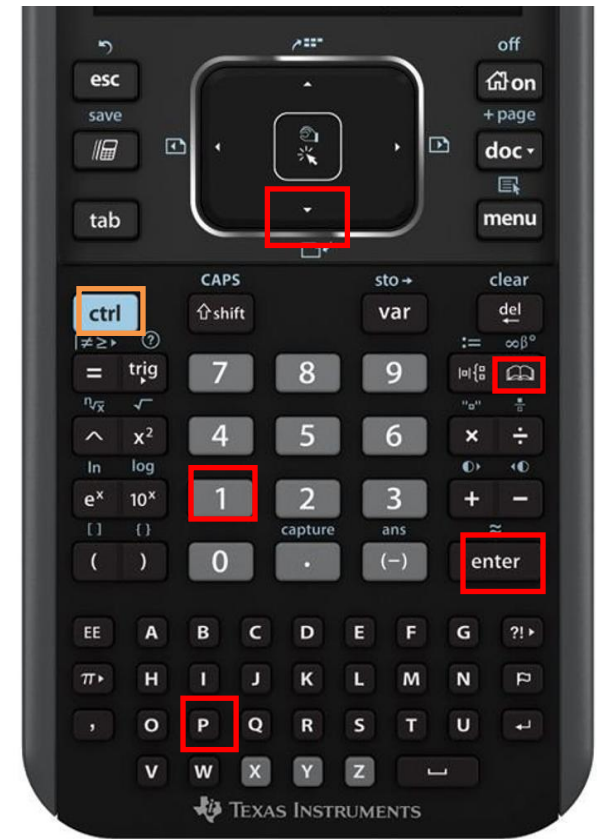 off
esc on
save + page
doc
tab menu
CAPS sto→ clear
ctrl ⇧shift var del
|≠≥▸ ? := ∞β°
= trig 7 8 9 |□|{
ⁿ√x √ "□"
^ x² 4 5 6 × ÷
ln log
eˣ 10ˣ 1 2 3 + −
[ ] { } capture ans ≈
( ) 0 . (−) enter
EE A B C D E F G ?!▸
π▸ H I J K L M N
, O P Q R S T U ↵
V W X Y Z
TEXAS INSTRUMENTS